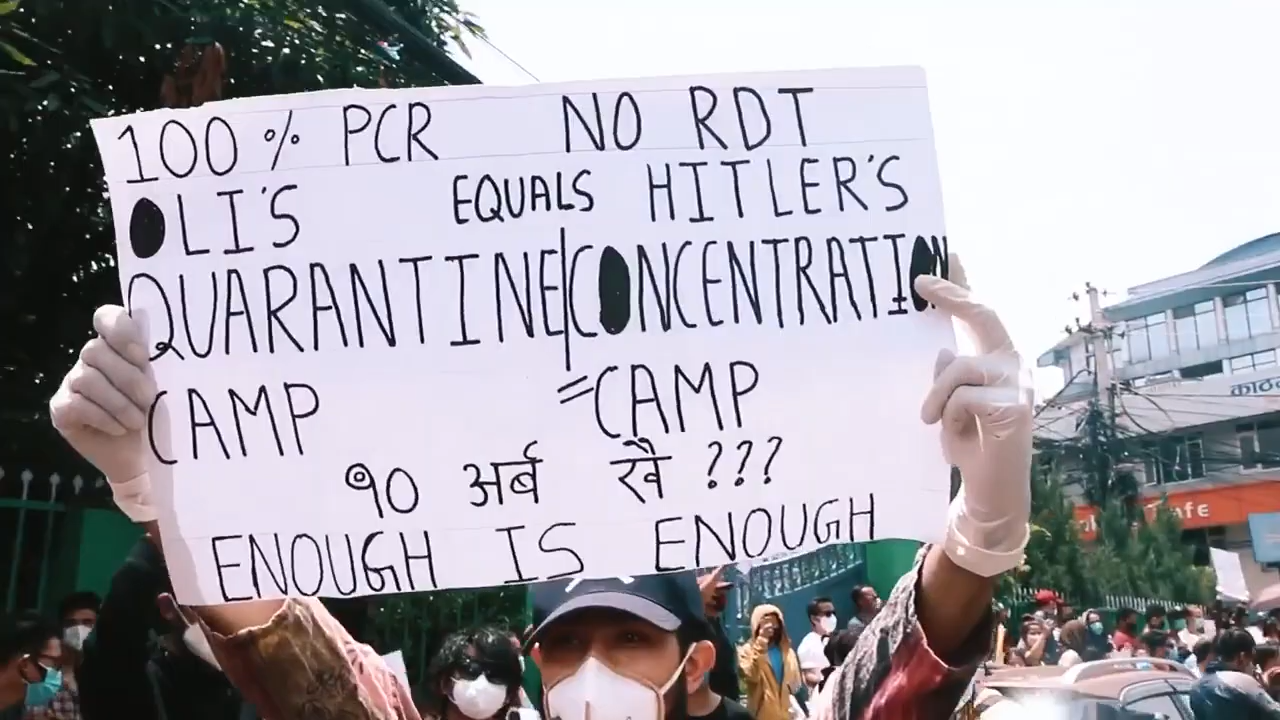 100% PCR NO RDT
OLI'S EQUALS HITLER'S
QUARANTINE/CONCENTRATION
CAMP =CAMP
१० अर्ब खै ???
ENOUGH IS ENOUGH